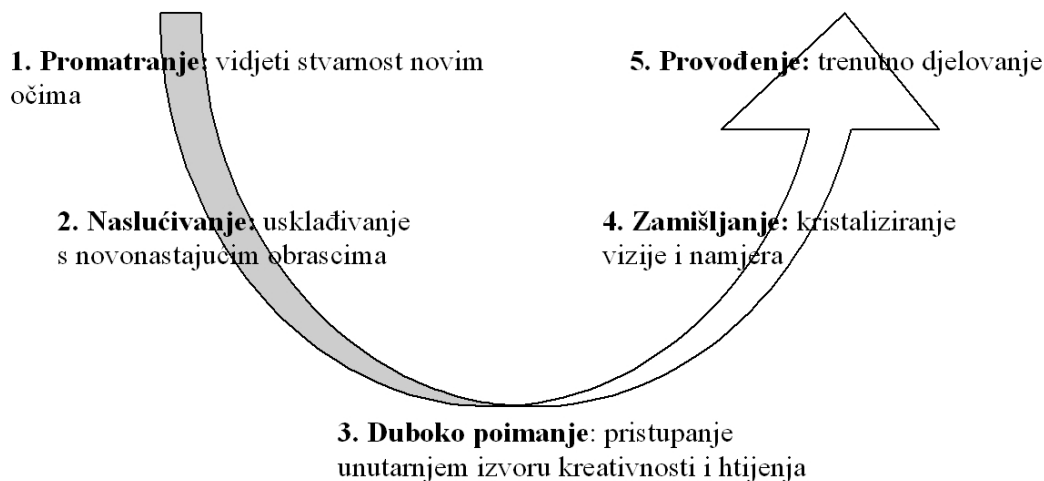 1. Promatranje: vidjeti stvarnost novim
očima
2. Naslućivanje: usklađivanje
s novonastajućim obrascima
3. Duboko poimanje: pristupanje
unutarnjem izvoru kreativnosti i htijenja
4. Zamišljanje: kristaliziranje
vizije i namjera
5. Provođenje: trenutno djelovanje